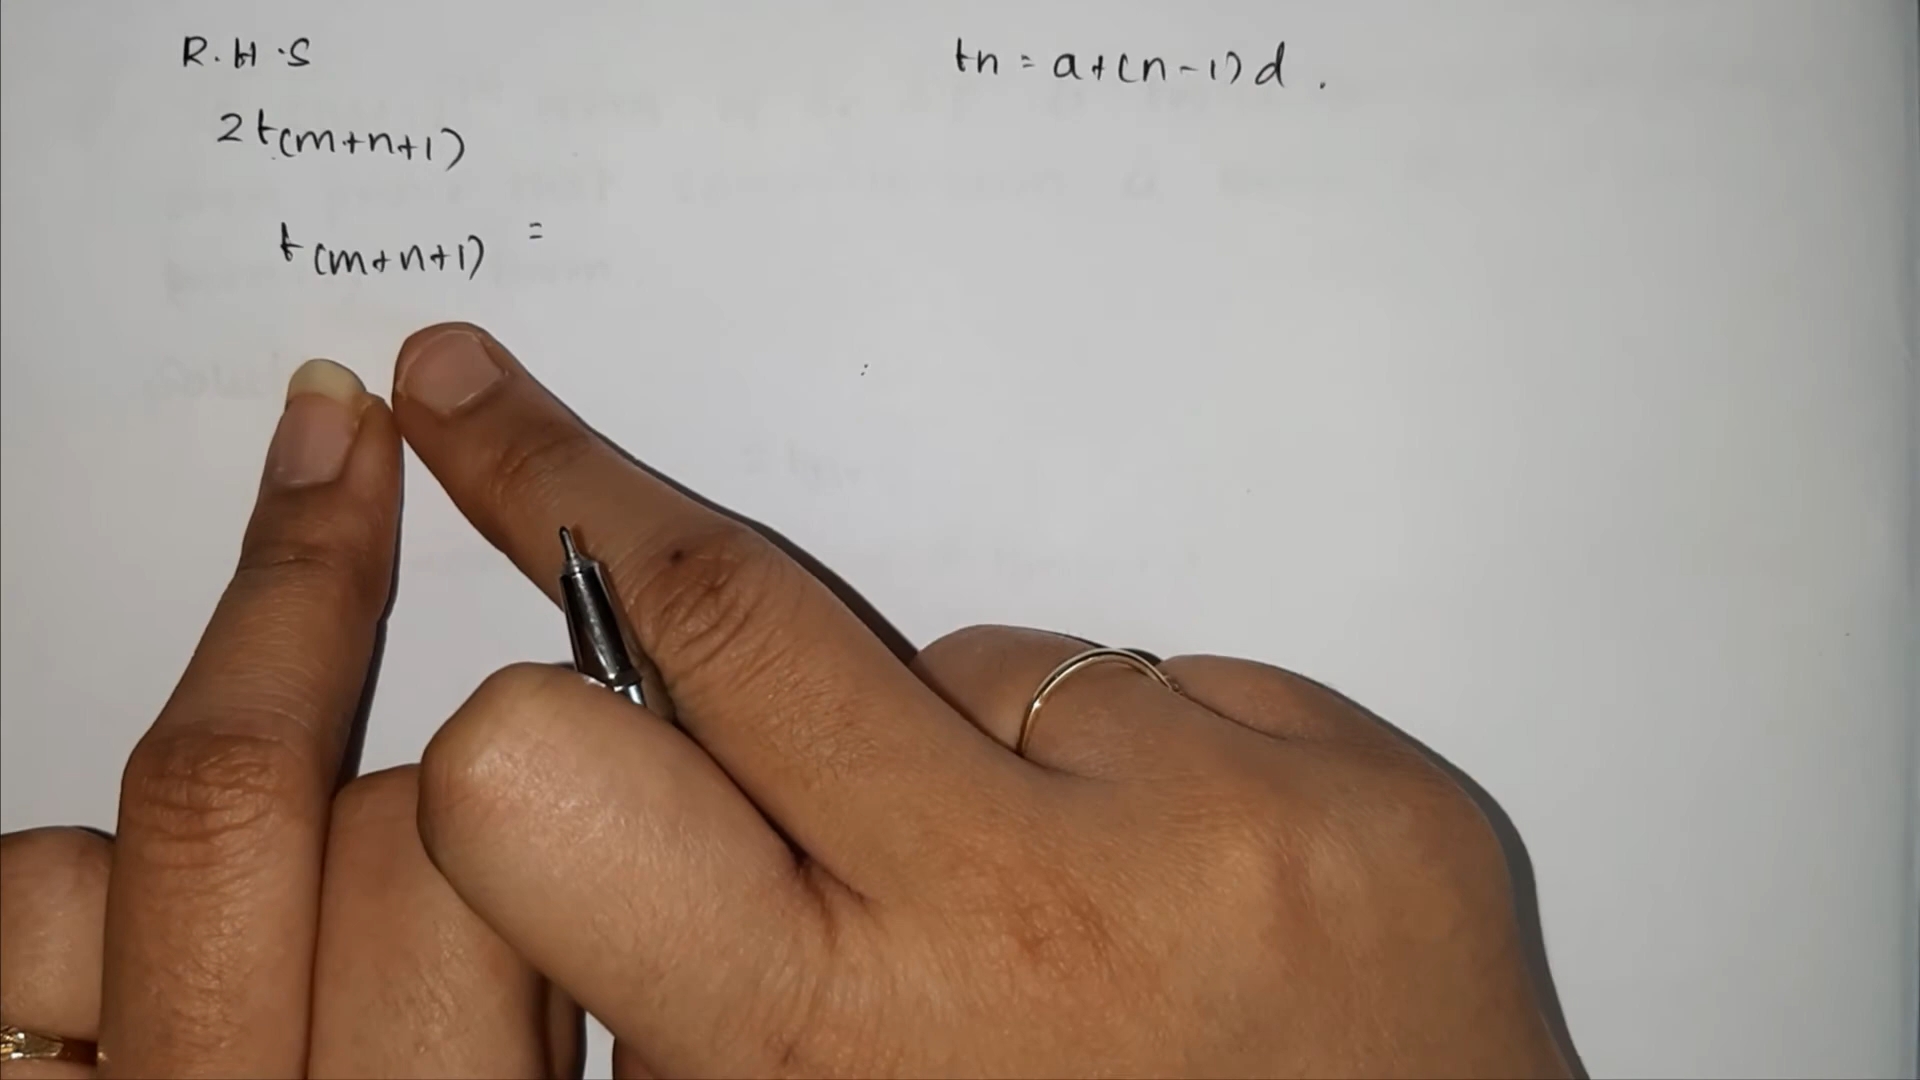 R.H.S
tn = a+(n-1)d.
2t(m+n+1)
t(m+n+1) =